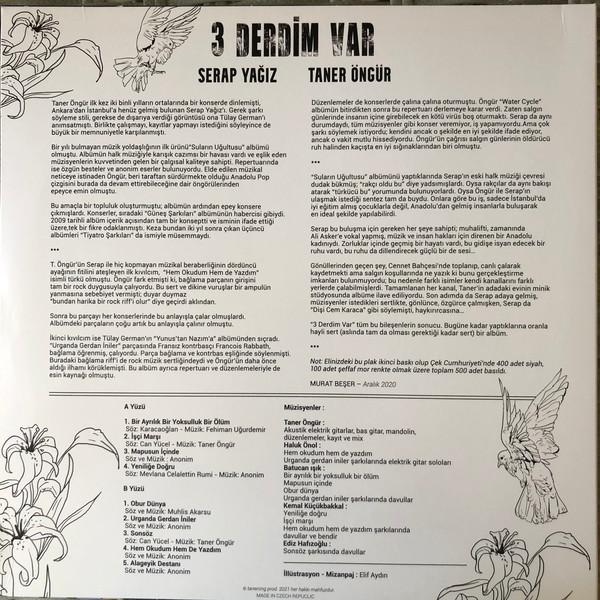 3 DERDİM VAR
SERAP YAĞIZ TANER ÖNGÜR
Taner Öngür ilk kez iki binli yılların ortalarında bir konserde dinlemişti,
Ankara'dan İstanbul'a henüz gelmiş bulunan Serap Yağız'ı. Gerek şarkı
söyleme stili, gerekse de dışarıya verdiği görüntüsü ona Tülay German'ı
anımsatmıştı. Birlikte çalışmayı, kayıtlar yapmayı istediğini söyleyince de
büyük bir memnuniyetle karşılanmıştı.
Bir yılı bulmayan müzik yoldaşlığının ilk ürünü"Suların Uğultusu" albümü
olmuştu. Albümün halk müziğiyle karışık cazımsı bir havası vardı ve eşlik eden
müzisyenlerin kuvvetinden gelen bir çalgısal kaliteye sahipti. Repertuarında
ise özgün besteler ve anonim eserler bulunuyordu. Elde edilen müzikal
neticeye istinaden Öngür, beri taraftan sürdürmekte olduğu Anadolu Pop
çizgisini burada da devam ettirebileceğine dair öngörülerinden
epeyce emin olmuştu.
Bu amaçla bir topluluk oluşturmuştu; albümün ardından epey konsere
çıkmışlardı. Konserler, sıradaki "Güneş Şarkıları" albümünün habercisi gibiydi.
2009 tarihli albüm içerik açısından tam bir konseptti ve isminin ifade ettiği
üzere,tek bir fikre odaklanmıştı. Keza bundan iki yıl sonra çıkan üçüncü
albümleri "Tiyatro Şarkıları" da ismiyle müsemmaydı.
***
T. Öngür'ün Serap ile hiç kopmayan müzikal beraberliğinin dördüncü
ayağının fitilini ateşleyen ilk kıvılcım, "Hem Okudum Hem de Yazdım"
isimli türkü olmuştu. Öngür fark etmişti ki, bağlama parçanın girişini
tam bir rock duygusuyla çalıyordu. Bu sert ve dikine vuruşlar bir ampulün
yanmasına sebebiyet vermişti; duyar duymaz
"bundan harika bir rock riff'i olur" diye geçirdi aklından.
Sonra bu parçayı her konserlerinde bu anlayışla çalar olmuşlardı.
Albümdeki parçaların çoğu artık bu anlayışla çalınır olmuştu.
İkinci kıvılcım ise Tülay German'ın "Yunus'tan Nazım'a" albümünden sıçradı.
"Urganda Gerdan İniler" parçasında Fransız kontrbasçı Francois Rabbath,
bağlama öğrenmiş, çalıyordu. Parça bağlama ve kontrbas eşliğinde söylenmişti.
Buradaki bağlama riff'i de rock müzik sertliğindeydi ve Öngür'ün daha önce
aldığı ilhamı körüklemişti. Bu albüm ayrıca repertuarı ve düzenlemeleriyle de
esin kaynağı olmuştu.
Düzenlemeler de konserlerde çalına çalına oturmuştu. Öngür "Water Cycle"
albümün bitirdikten sonra bu repertuarı derlemeye karar verdi. Zaten salgın
günlerinde insanın içine girebilecek en kötü virüs boş oturmaktı. Serap da aynı
durumdaydı, tüm müzisyenler gibi konser veremiyor, iş yapamıyordu.Ama çok
şarkı söylemek istiyordu; kendini ancak o şekilde en iyi şekilde ifade ediyor,
ancak o vakit mutlu hissediyordu. Öngür'ün çağrısı salgın günlerinin öldürücü
ruh halinden kaçışta en iyi sığınaklarından biri olmuştu.
***
"Suların Uğultusu" albümünü yaptıklarında Serap'ın eski halk müziği çevresi
dudak bükmüş; "rakçı oldu bu" diye yadsımışlardı. Oysa rakçılar da aynı bakışı
atarak "türkücü bu" yorumunda bulunuyorlardı. Oysa Öngür ile Serap'ın
ulaşmak istediği sentez tam da buydu. Onlara göre bu iş, sadece İstanbul'da
iyi eğitim almış çocuklarla değil, Anadolu'dan gelmiş insanlarla buluşarak
en ideal şekilde yapılabilirdi.
Serap bu buluşma için gereken her şeye sahipti; muhalifti, zamanında
Ali Asker'e vokal yapmış, müzik ve insan hakları için direnen bir Anadolu
kadınıydı. Zorluklar içinde geçmiş bir hayatı vardı, bu gidişe isyan edecek bir
ruhu vardı, bu ruhu da dillendirecek güçlü bir de sesi...
Gönüllerinden geçen şey, Cennet Bahçesi'nde toplanıp, canlı çalarak
kaydetmekti ama salgın koşullarında ne yazık ki bunu gerçekleştirme
imkanları bulunmuyordu; bu nedenle farklı isimler kendi kanallarını farklı
yerlerde çalabilmişlerdi. Tamamlanan her kanal, Taner'in adadaki evinin minik
stüdyosunda albüme ilave ediliyordu. Son adımda da Serap adaya gelmiş,
müzisyenler istedikleri sertlikte, gönlünce, özgürce çalmışken, Serap da
"Dişi Cem Karaca" gibi söylemişti, haykırırcasına...
"3 Derdim Var" tüm bu bileşenlerin sonucu. Bugüne kadar yaptıklarına oranla
hayli sert (aslında tam da olması gerektiği kadar sert) bir albüm.
***
Not: Elinizdeki bu plak ikinci baskı olup Çek Cumhuriyeti'nde 400 adet siyah,
100 adet şeffaf mor renkte olmak üzere toplam 500 adet basıldı.
MURAT BEŞER – Aralık 2020
A Yüzü
1. Bir Ayrılık Bir Yoksulluk Bir Ölüm
Söz: Karacaoğlan - Müzik: Fehiman Uğurdemir
2. İşçi Marşı
Söz: Can Yücel - Müzik: Taner Öngür
3. Mapusun İçinde
Söz ve Müzik : Anonim
4. Yeniliğe Doğru
Söz: Mevlana Celalettin Rumi - Müzik: Anonim
B Yüzü
1. Obur Dünya
Söz ve Müzik: Muhlis Akarsu
2. Urganda Gerdan İniler
Söz ve Müzik: Anonim
3. Sonsöz
Söz: Can Yücel - Müzik: Taner Öngür
4. Hem Okudum Hem De Yazdım
Söz ve Müzik: Anonim
5. Alageyik Destanı
Söz ve Müzik: Anonim
Müzisyenler :
Taner Öngür :
Akustik elektrik gitarlar, bas gitar, mandolin,
düzenlemeler, kayıt ve mix
Haluk Önol :
Hem okudum hem de yazdım
Urganda gerdan iniler şarkılarında elektrik gitar soloları
Batucan ışık :
Bir ayrılık bir yoksulluk bir ölüm
Mapusun içinde
Obur dünya
Urganda gerdan iniler şarkılarında davullar
Kemal Küçükbakkal :
Yeniliğe doğru
İşçi marşı
Hem okudum hem de yazdım şarkılarında
davullar ve bendir
Ediz Hafızoğlu :
Sonsöz şarkısında davullar
İllüstrasyon - Mizanpaj : Elif Aydın
© tanerong prod. 2021 her hakkı mahfuzdur.
MADE IN CZECH REPUCLIC